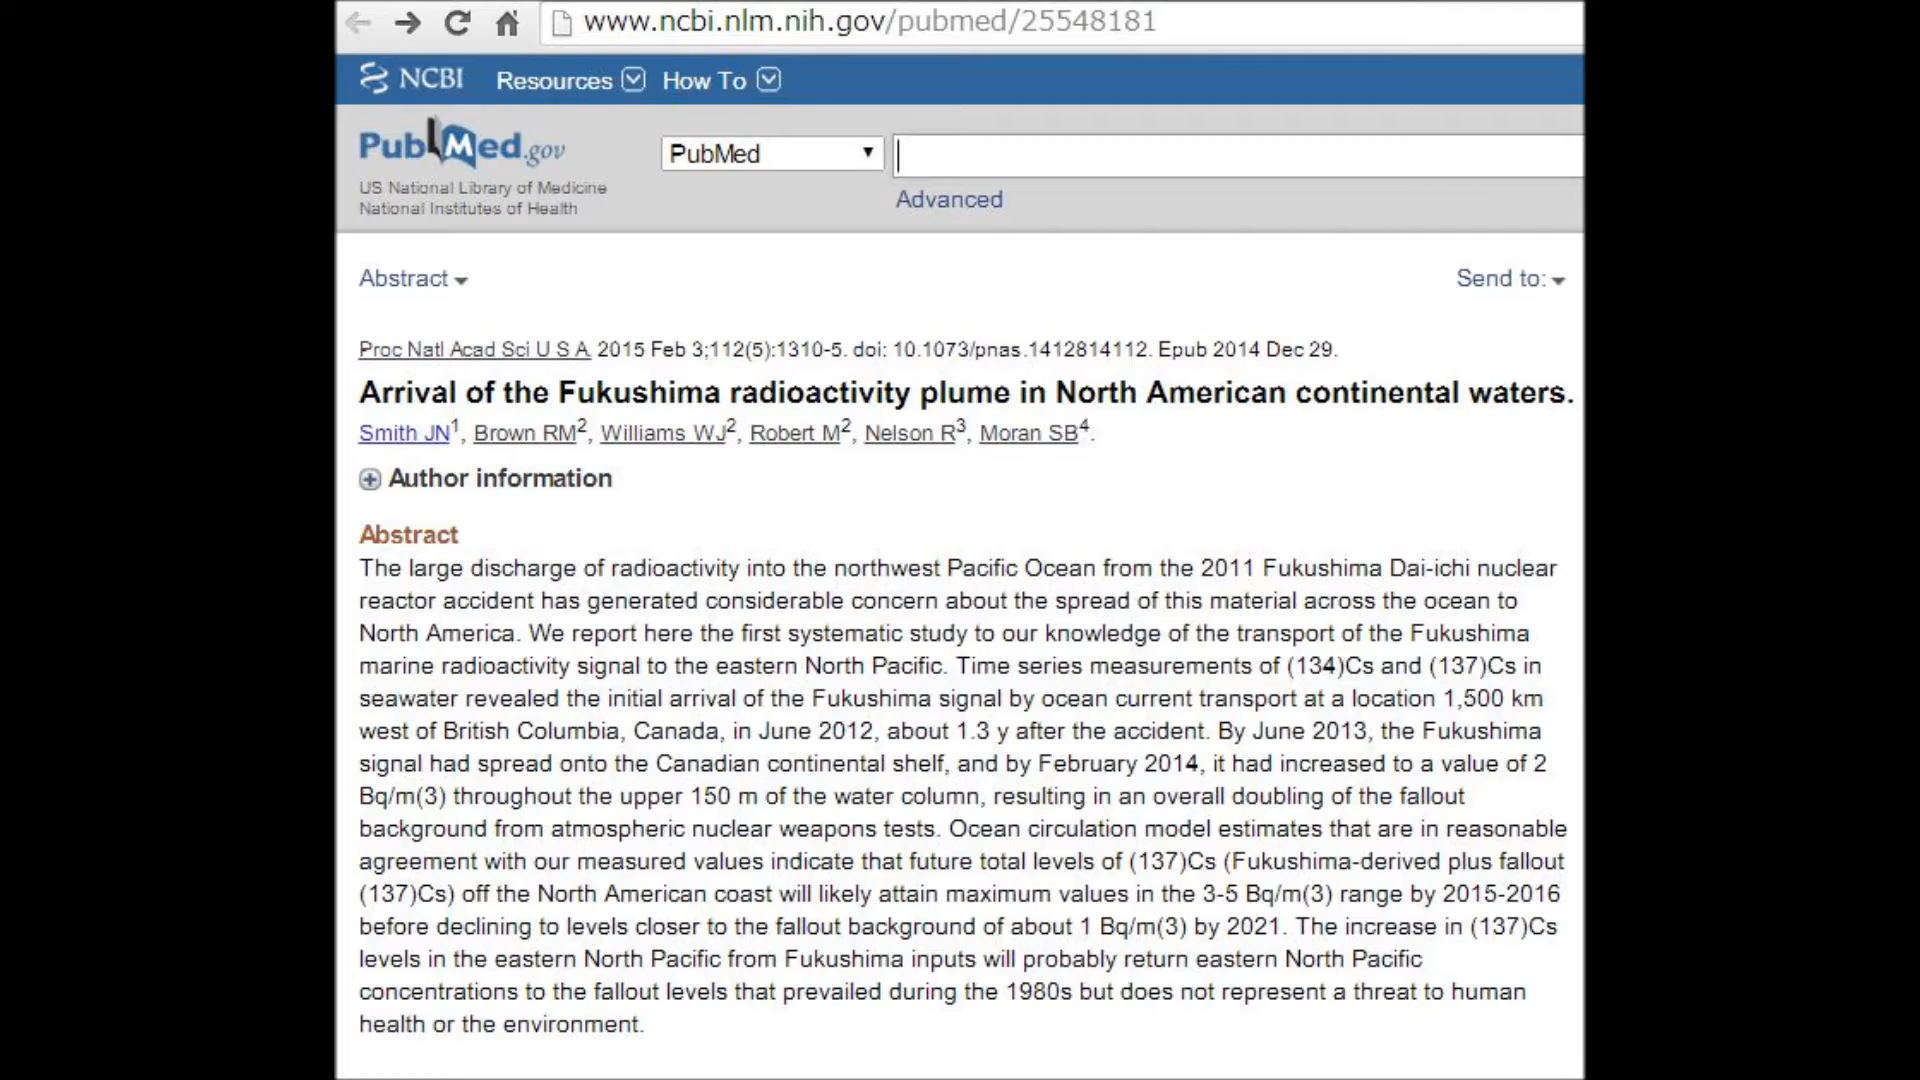 www.ncbi.nlm.nih.gov/pubmed/25548181
NCBI Resources How To
PubMed.gov
US National Library of Medicine
National Institutes of Health
PubMed
Advanced
Abstract
Send to:
Proc Natl Acad Sci U S A. 2015 Feb 3;112(5):1310-5. doi: 10.1073/pnas.1412814112. Epub 2014 Dec 29.
Arrival of the Fukushima radioactivity plume in North American continental waters.
Smith JN1, Brown RM2, Williams WJ2, Robert M2, Nelson R3, Moran SB4.
Author information
Abstract
The large discharge of radioactivity into the northwest Pacific Ocean from the 2011 Fukushima Dai-ichi nuclear
reactor accident has generated considerable concern about the spread of this material across the ocean to
North America. We report here the first systematic study to our knowledge of the transport of the Fukushima
marine radioactivity signal to the eastern North Pacific. Time series measurements of (134)Cs and (137)Cs in
seawater revealed the initial arrival of the Fukushima signal by ocean current transport at a location 1,500 km
west of British Columbia, Canada, in June 2012, about 1.3 y after the accident. By June 2013, the Fukushima
signal had spread onto the Canadian continental shelf, and by February 2014, it had increased to a value of 2
Bq/m(3) throughout the upper 150 m of the water column, resulting in an overall doubling of the fallout
background from atmospheric nuclear weapons tests. Ocean circulation model estimates that are in reasonable
agreement with our measured values indicate that future total levels of (137)Cs (Fukushima-derived plus fallout
(137)Cs) off the North American coast will likely attain maximum values in the 3-5 Bq/m(3) range by 2015-2016
before declining to levels closer to the fallout background of about 1 Bq/m(3) by 2021. The increase in (137)Cs
levels in the eastern North Pacific from Fukushima inputs will probably return eastern North Pacific
concentrations to the fallout levels that prevailed during the 1980s but does not represent a threat to human
health or the environment.